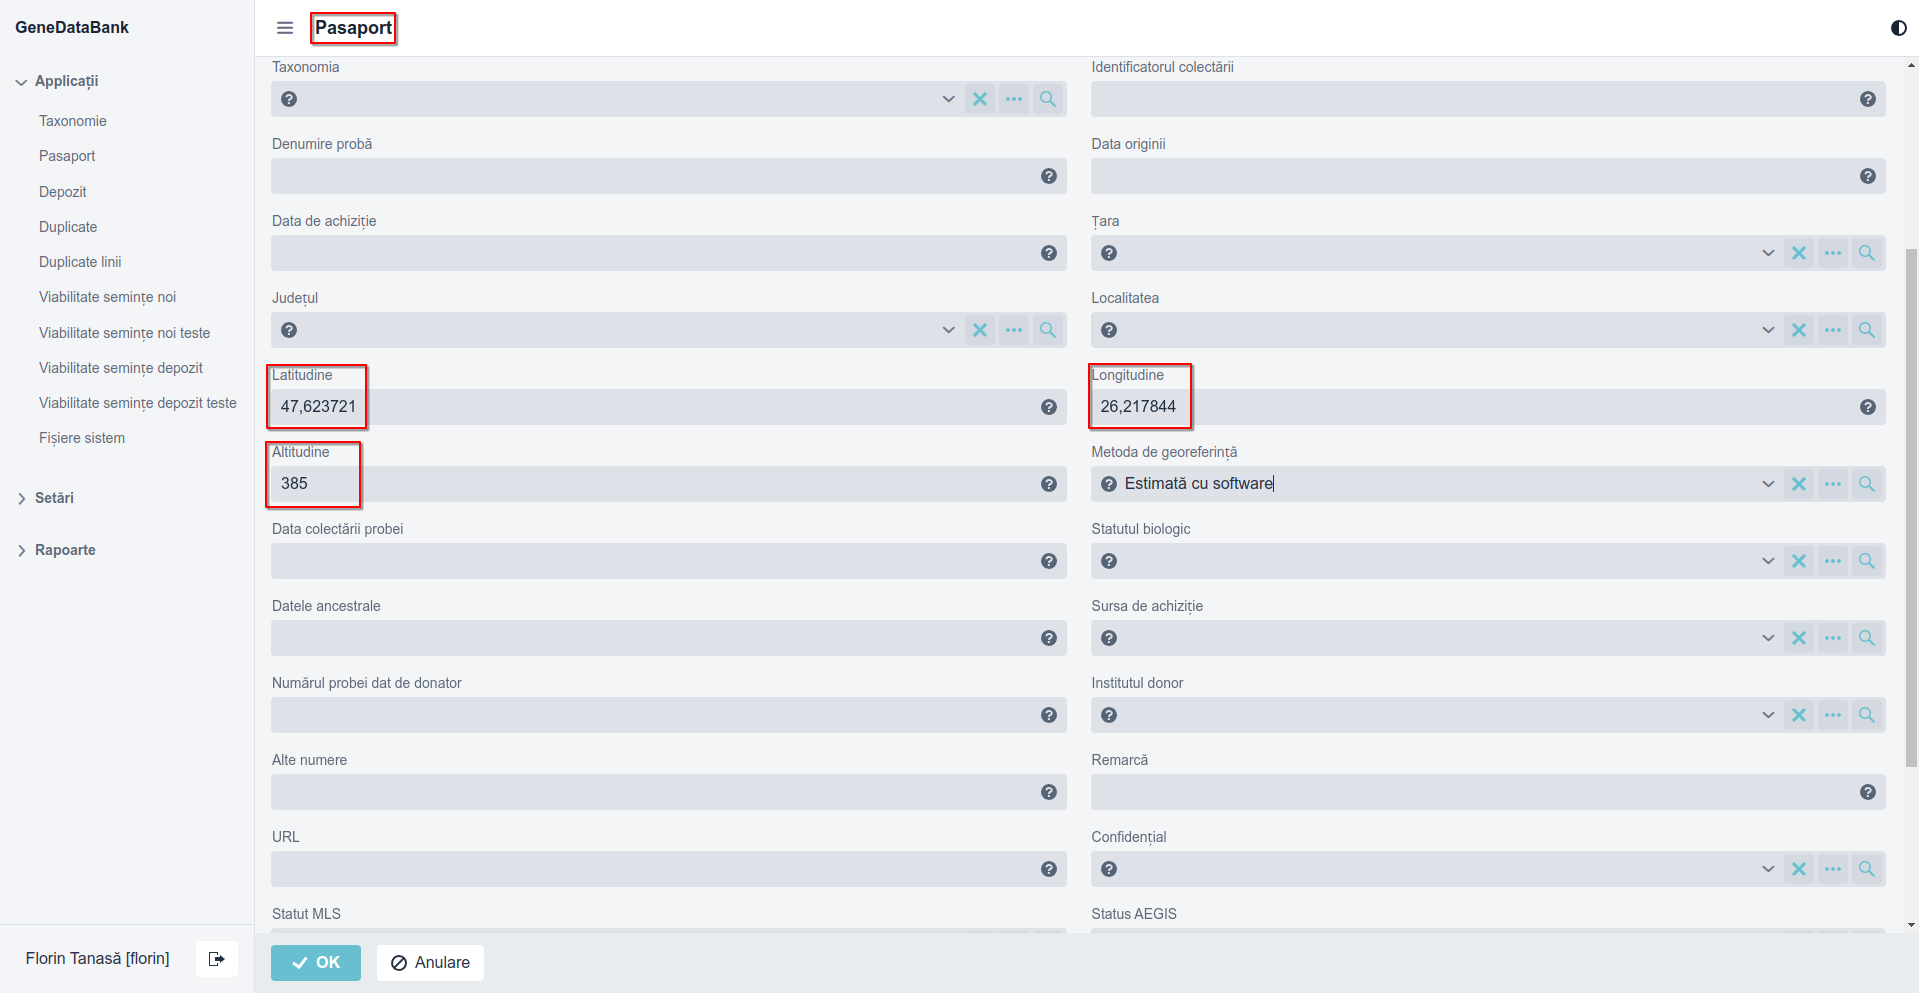 GeneDataBank
Pasaport
Applicații
Taxonomie
Pasaport
Depozit
Duplicate
Duplicate linii
Viabilitate semințe noi
Viabilitate semințe noi teste
Viabilitate semințe depozit
Viabilitate semințe depozit teste
Fișiere sistem
Setări
Rapoarte
Florin Tanasă [florin]
Taxonomia
Identificatorul colectării
Denumire probă
Data originii
Data de achiziție
Țara
Județul
Localitatea
Latitudine
47,623721
Longitudine
26,217844
Altitudine
385
Metoda de georeferință
Estimată cu software
Data colectării probei
Statutul biologic
Datele ancestrale
Sursa de achiziție
Numărul probei dat de donator
Institutul donor
Alte numere
Remarcă
URL
Confidențial
Statut MLS
Status AEGIS
OK
Anulare